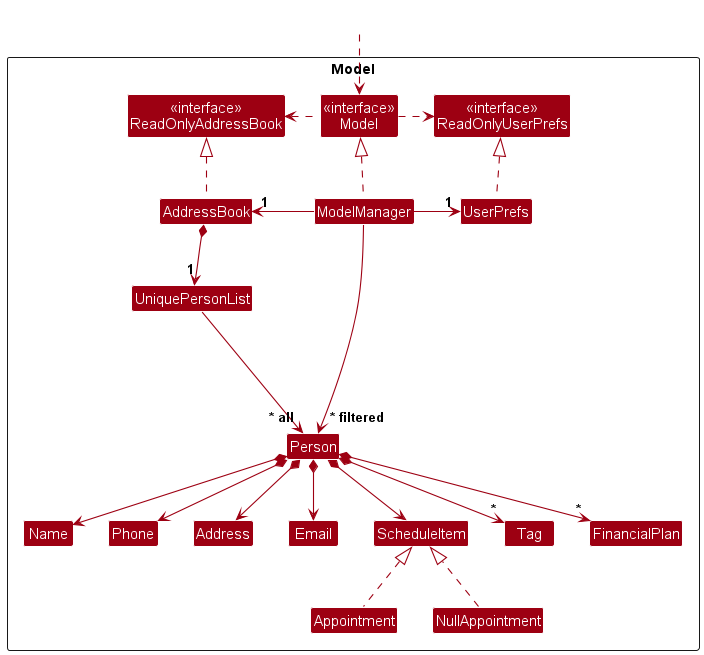 Model
«interface»
ReadOnlyAddressBook
«interface»
Model
«interface»
ReadOnlyUserPrefs
AddressBook
1
ModelManager
1
UserPrefs
1
UniquePersonList
* all
* filtered
Person
*
*
Name
Phone
Address
Email
ScheduleItem
Tag
FinancialPlan
Appointment
NullAppointment